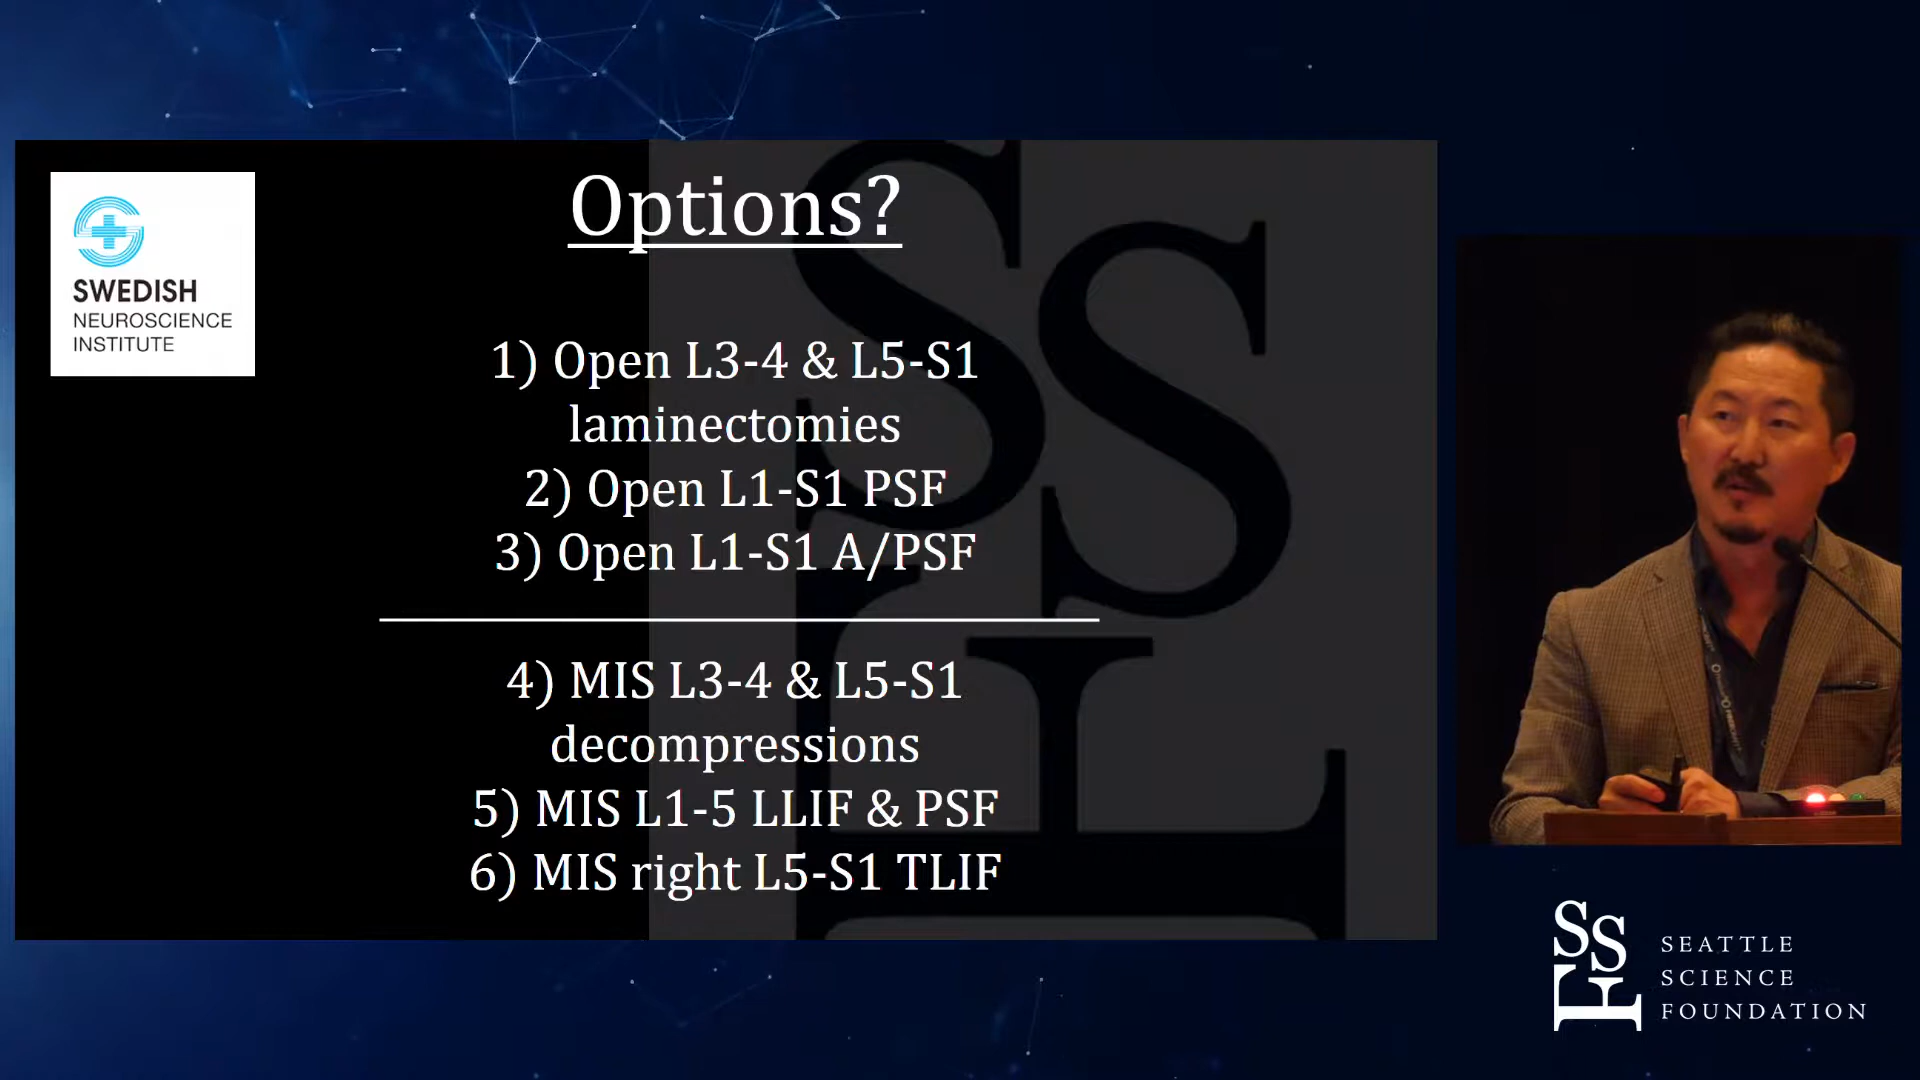 SWEDISH
NEUROSCIENCE
INSTITUTE
Options?
1) Open L3-4 & L5-S1
laminectomies
2) Open L1-S1 PSF
3) Open L1-S1 A/PSF
4) MIS L3-4 & L5-S1
decompressions
5) MIS L1-5 LLIF & PSF
6) MIS right L5-S1 TLIF
SSF
SEATTLE
SCIENCE
FOUNDATION